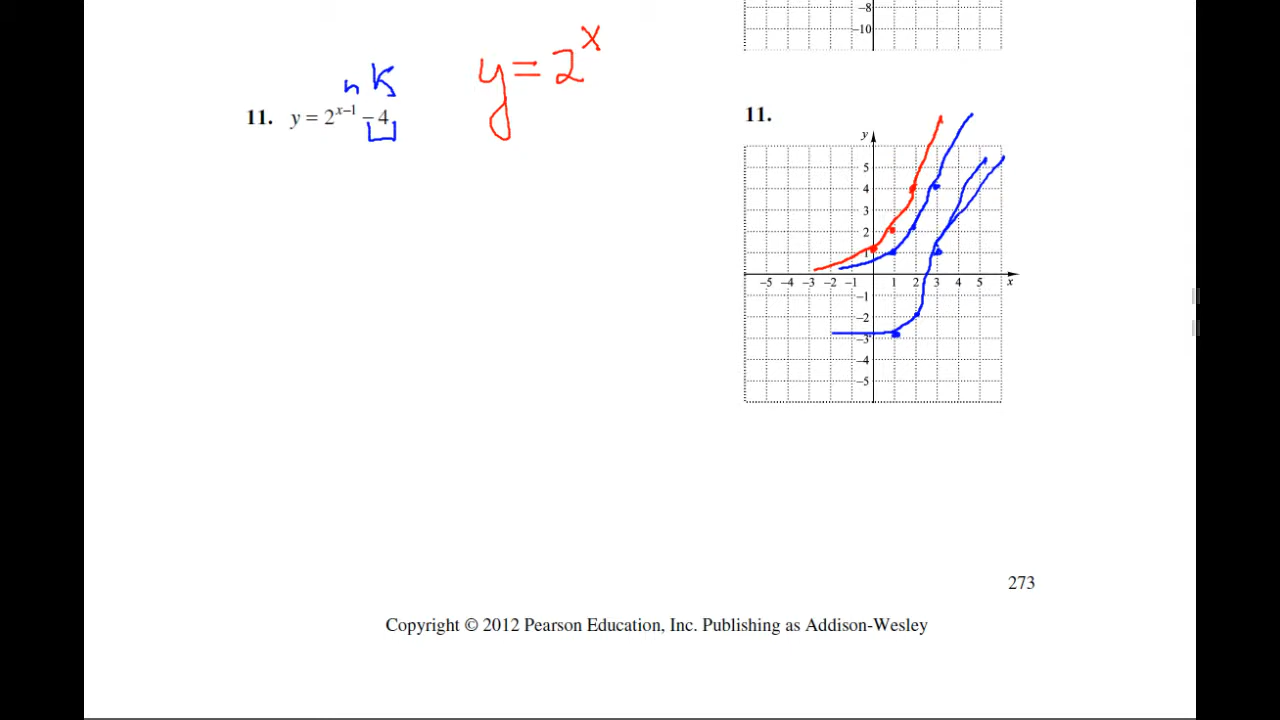 -8
-10
y = 2^x
h k
11. y = 2^{x–1} – 4
11.
y
5
4
3
2
1
-5 -4 -3 -2 -1 1 2 3 4 5 x
-1
-2
-3
-4
-5
273
Copyright © 2012 Pearson Education, Inc. Publishing as Addison-Wesley